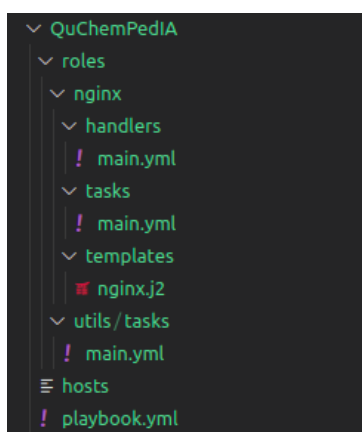 QuChemPedIA
roles
nginx
handlers
! main.yml
tasks
! main.yml
templates
nginx.j2
utils/tasks
! main.yml
hosts
! playbook.yml